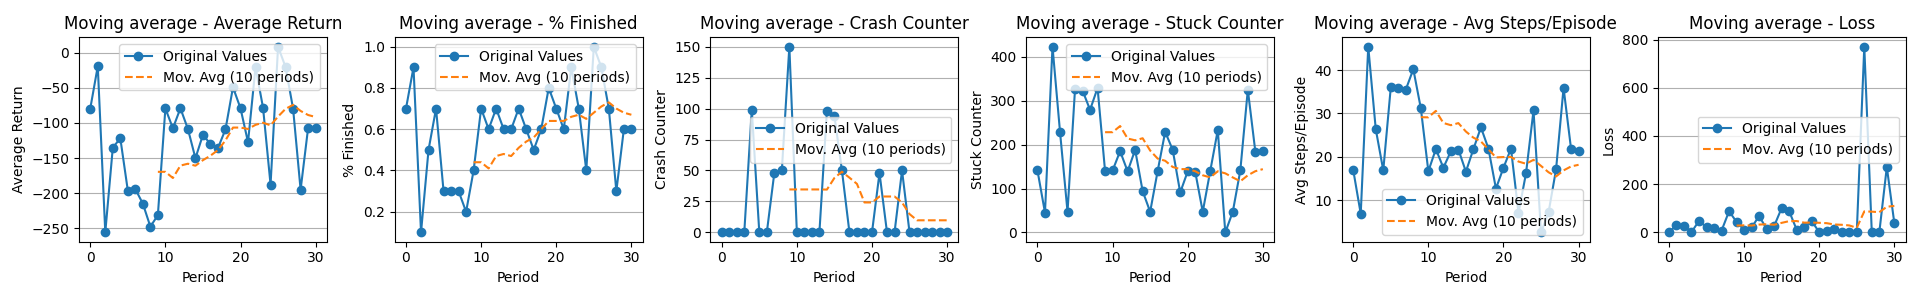 Moving average - Average Return
Average Return
0
−50
−100
−150
−200
−250
Original Values
Mov. Avg (10 periods)
0
10
20
30
Period
Moving average - % Finished
% Finished
1.0
0.8
0.6
0.4
0.2
Original Values
Mov. Avg (10 periods)
0
10
20
30
Period
Moving average - Crash Counter
Crash Counter
150
125
100
75
50
25
0
Original Values
Mov. Avg (10 periods)
0
10
20
30
Period
Moving average - Stuck Counter
Stuck Counter
400
300
200
100
0
Original Values
Mov. Avg (10 periods)
0
10
20
30
Period
Moving average - Avg Steps/Episode
Avg Steps/Episode
40
30
20
10
Original Values
Mov. Avg (10 periods)
0
10
20
30
Period
Moving average - Loss
Loss
800
600
400
200
0
Original Values
Mov. Avg (10 periods)
0
10
20
30
Period